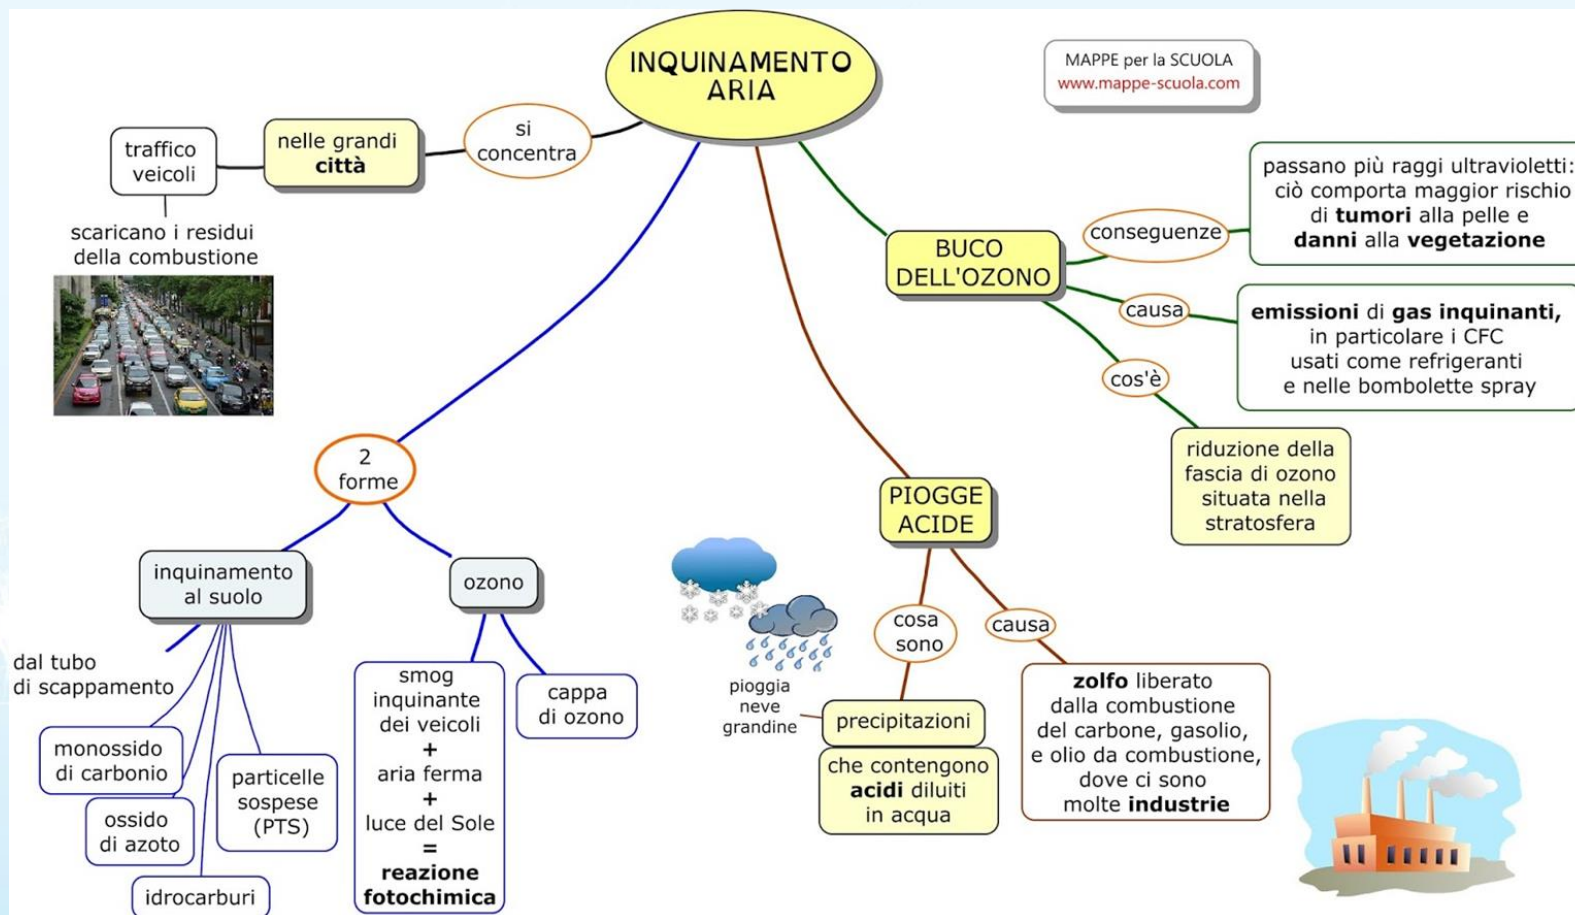 INQUINAMENTO
ARIA
MAPPE per la SCUOLA
www.mappe-scuola.com
si
concentra
nelle grandi
città
traffico
veicoli
scaricano i residui
della combustione
2
forme
inquinamento
al suolo
dal tubo
di scappamento
monossido
di carbonio
ossido
di azoto
idrocarburi
particelle
sospese
(PTS)
ozono
smog
inquinante
dei veicoli
+
aria ferma
+
luce del Sole
=
reazione
fotochimica
cappa
di ozono
PIOGGE
ACIDE
cosa
sono
precipitazioni
pioggia
neve
grandine
che contengono
acidi diluiti
in acqua
causa
zolfo liberato
dalla combustione
del carbone, gasolio,
e olio da combustione,
dove ci sono
molte industrie
BUCO
DELL'OZONO
conseguenze
passano più raggi ultravioletti:
ciò comporta maggior rischio
di tumori alla pelle e
danni alla vegetazione
causa
emissioni di gas inquinanti,
in particolare i CFC
usati come refrigeranti
e nelle bombolette spray
cos'è
riduzione della
fascia di ozono
situata nella
stratosfera